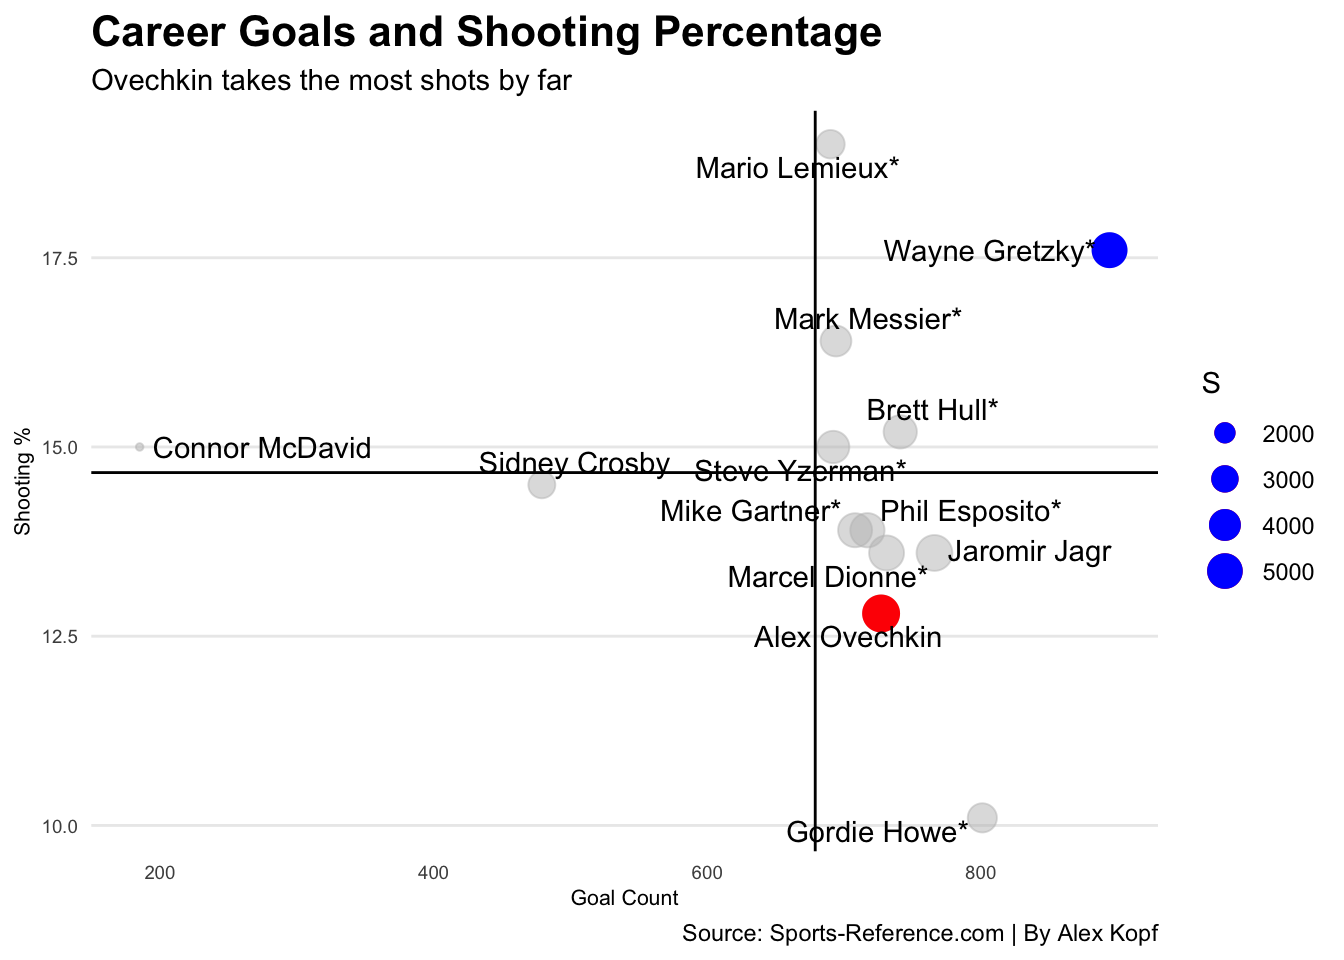 Career Goals and Shooting Percentage
Ovechkin takes the most shots by far
Mario Lemieux*
Wayne Gretzky*
17.5
Mark Messier*
Brett Hull*
S
2000
3000
4000
5000
15.0
Connor McDavid
Sidney Crosby
Steve Yzerman*
Shooting %
Mike Gartner*
Phil Esposito*
Jaromir Jagr
Marcel Dionne*
12.5
Alex Ovechkin
10.0
Gordie Howe*
200
400
600
800
Goal Count
Source: Sports-Reference.com | By Alex Kopf